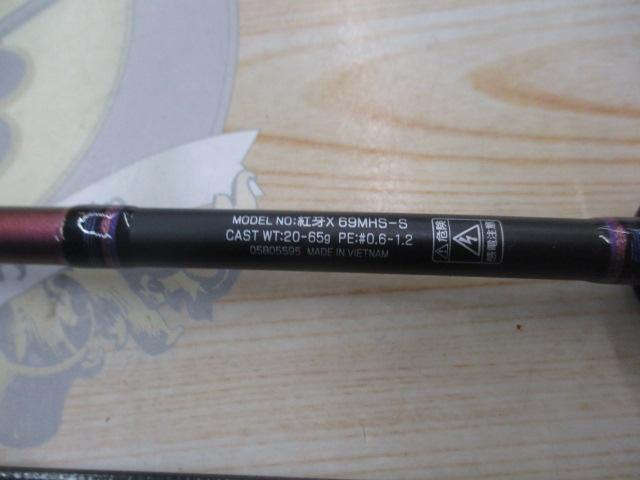 MODEL NO:紅牙X 69MHS-S
CAST WT:20-65g PE:#0.6-1.2
05805595 MADE IN VIETNAM
危険
感電注意